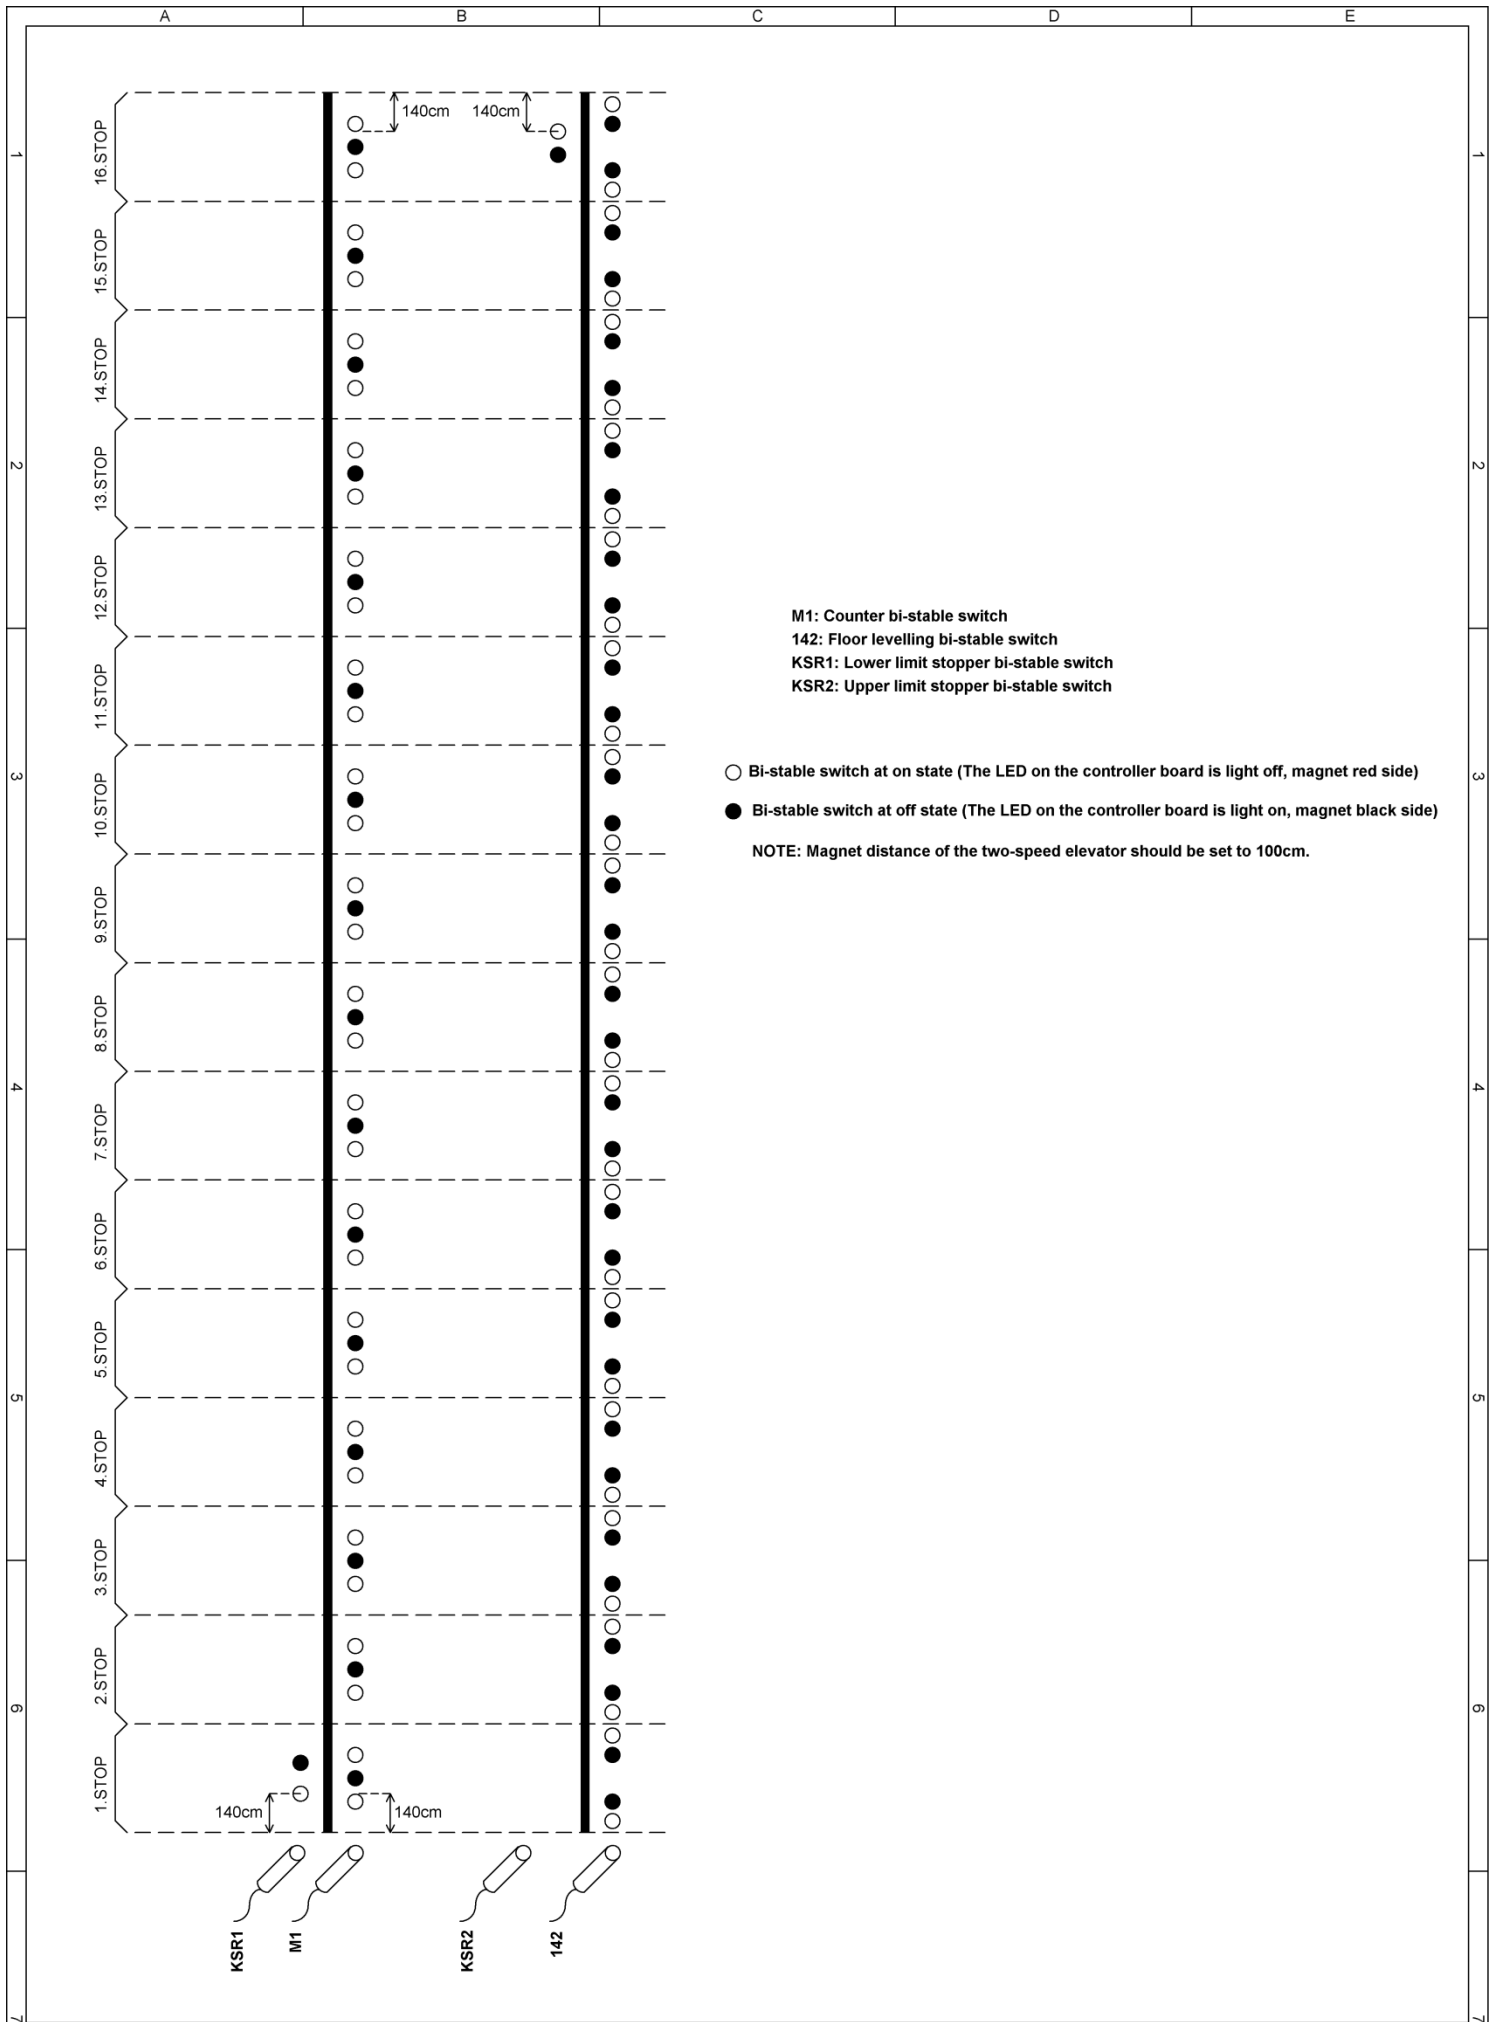 A B C D E
140cm 140cm
16.STOP
1 1
15.STOP
14.STOP
2 2
13.STOP
12.STOP
M1: Counter bi-stable switch
142: Floor levelling bi-stable switch
KSR1: Lower limit stopper bi-stable switch
KSR2: Upper limit stopper bi-stable switch
11.STOP
3 3
Bi-stable switch at on state (The LED on the controller board is light off, magnet red side)
10.STOP
Bi-stable switch at off state (The LED on the controller board is light on, magnet black side)
NOTE: Magnet distance of the two-speed elevator should be set to 100cm.
9.STOP
8.STOP
4 4
7.STOP
6.STOP
5.STOP
5 5
4.STOP
3.STOP
2.STOP
6 6
1.STOP
140cm 140cm
KSR1 M1 KSR2 142
7 7